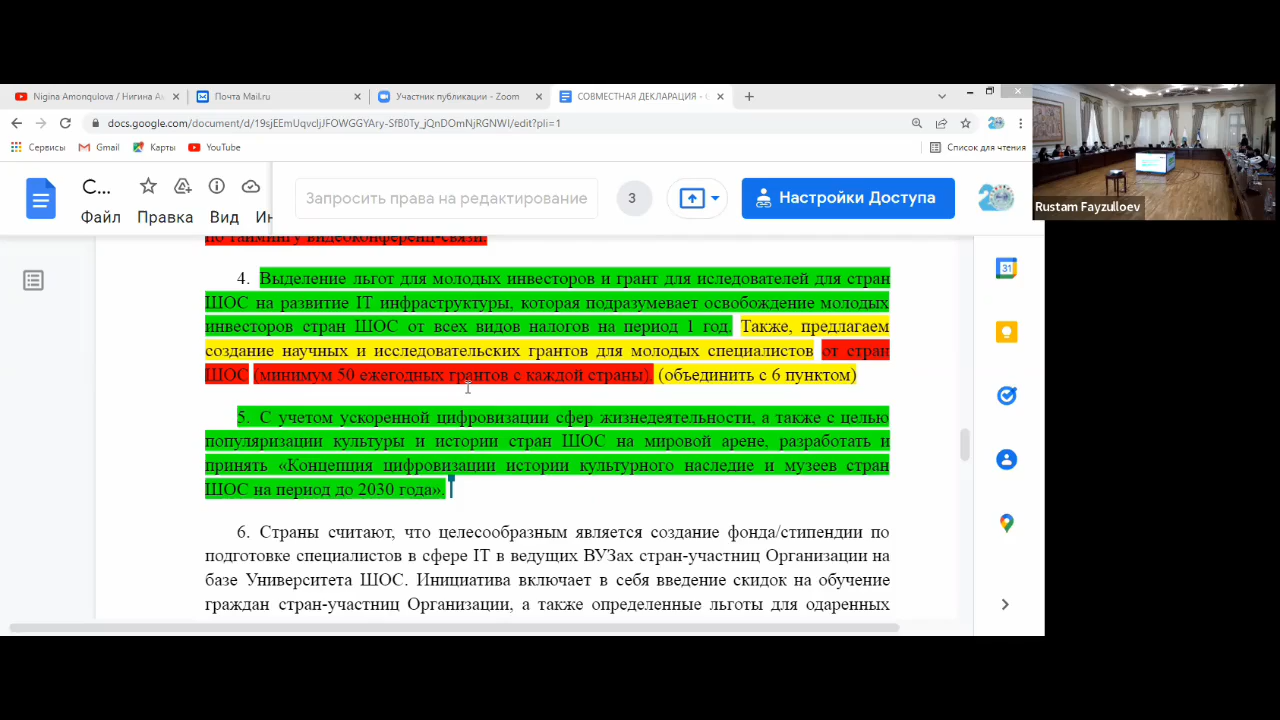 Nigina Amonqulova / Нигина Ам
Почта Mail.ru
Участник публикации - Zoom
СОВМЕСТНАЯ ДЕКЛАРАЦИЯ - C
docs.google.com/document/d/19sjEEmUqvcIjJFOWGGYAry-SfB0Ty_jQnDOmNjRGNWI/edit?pli=1
Сервисы
Gmail
Карты
YouTube
Список для чтения
С...
Файл Правка Вид
Запросить права на редактирование
3
Настройки Доступа
Rustam Fayzulloev
31
по таймингу видеоконференц-связи.
4. Выделение льгот для молодых инвесторов и грант для иследователей для стран
ШОС на развитие IT инфраструктуры, которая подразумевает освобождение молодых
инвесторов стран ШОС от всех видов налогов на период 1 год. Также, предлагаем
создание научных и исследовательских грантов для молодых специалистов от стран
ШОС (минимум 50 ежегодных грантов с каждой страны). (объединить с 6 пунктом)
5. С учетом ускоренной цифровизации сфер жизнедеятельности, а также с целью
популяризации культуры и истории стран ШОС на мировой арене, разработать и
принять «Концепция цифровизации истории культурного наследие и музеев стран
ШОС на период до 2030 года».
6. Страны считают, что целесообразным является создание фонда/стипендии по
подготовке специалистов в сфере IT в ведущих ВУЗах стран-участниц Организации на
базе Университета ШОС. Инициатива включает в себя введение скидок на обучение
граждан стран-участниц Организации, а также определенные льготы для одаренных